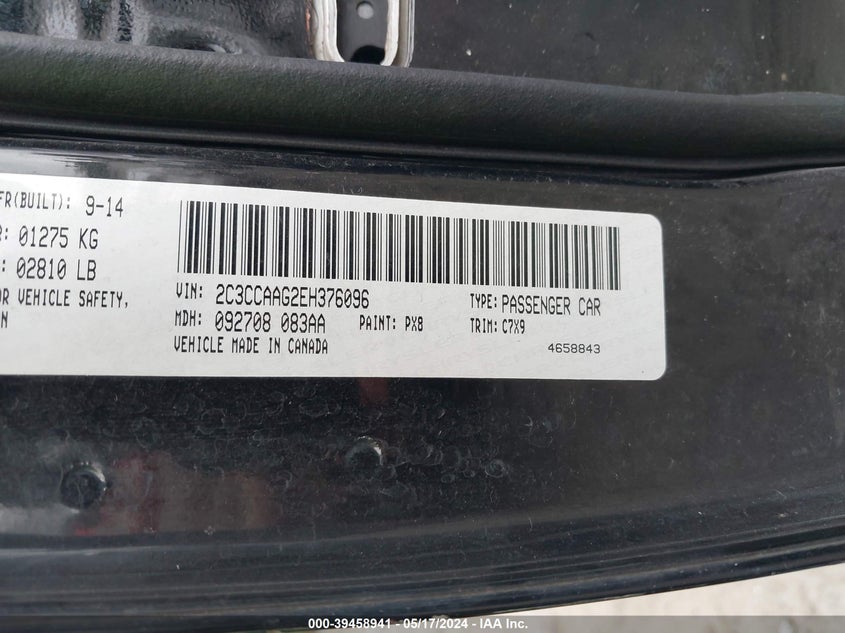 FR(BUILT): 9-14
R: 01275 KG
: 02810 LB
OR VEHICLE SAFETY,
N
VIN: 2C3CCAAG2EH376096 TYPE: PASSENGER CAR
MDH: 092708 083AA PAINT: PX8 TRIM: C7X9
VEHICLE MADE IN CANADA 4658843
000-39458941 / 05/17/2024 - IAA Inc.